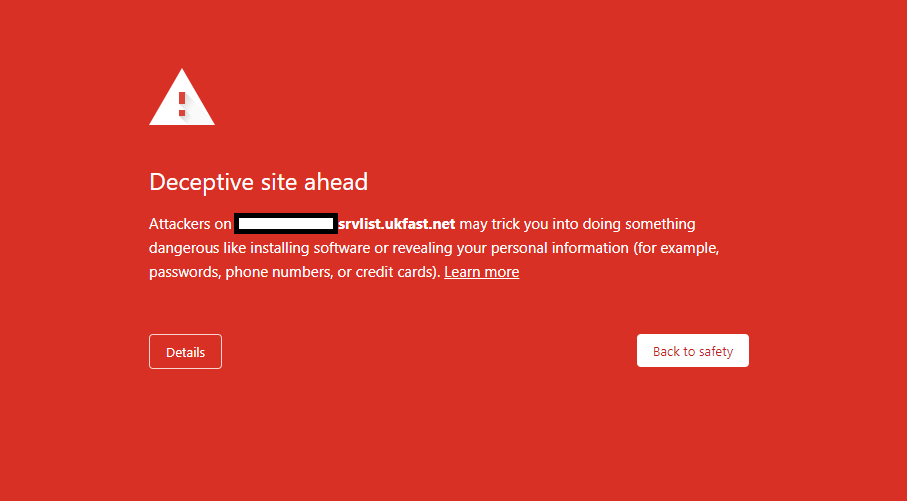 Deceptive site ahead
Attackers on srvlist.ukfast.net may trick you into doing something
dangerous like installing software or revealing your personal information (for example,
passwords, phone numbers, or credit cards). Learn more
Details
Back to safety